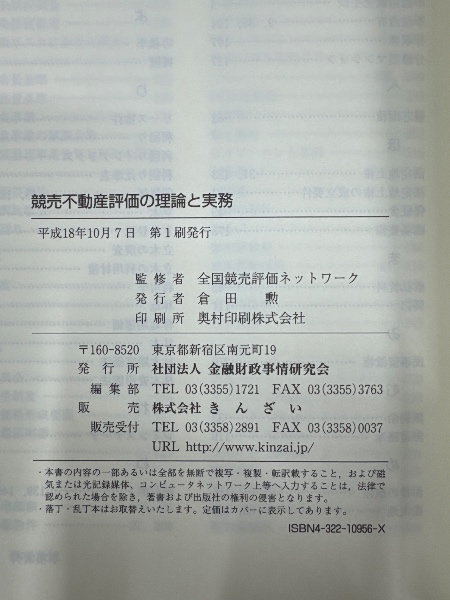 競売不動産評価の理論と実務
平成18年10月7日　第1刷発行
監修者　全国競売評価ネットワーク
発行者　倉田　勲
印刷所　奥村印刷株式会社
〒160-8520　東京都新宿区南元町19
発行所　社団法人 金融財政事情研究会
編集部　TEL 03(3355)1721　FAX 03(3355)3763
販売　株式会社きんざい
販売受付　TEL 03(3358)2891　FAX 03(3358)0037
URL http://www.kinzai.jp/
・本書の内容の一部あるいは全部を無断で複写・複製・転訳載すること、および磁
気または光記録媒体、コンピュータネットワーク上等へ入力することは、法律で
認められた場合を除き、著者および出版社の権利の侵害となります。
・落丁・乱丁本はお取替えいたします。定価はカバーに表示してあります。
ISBN4-322-10956-X